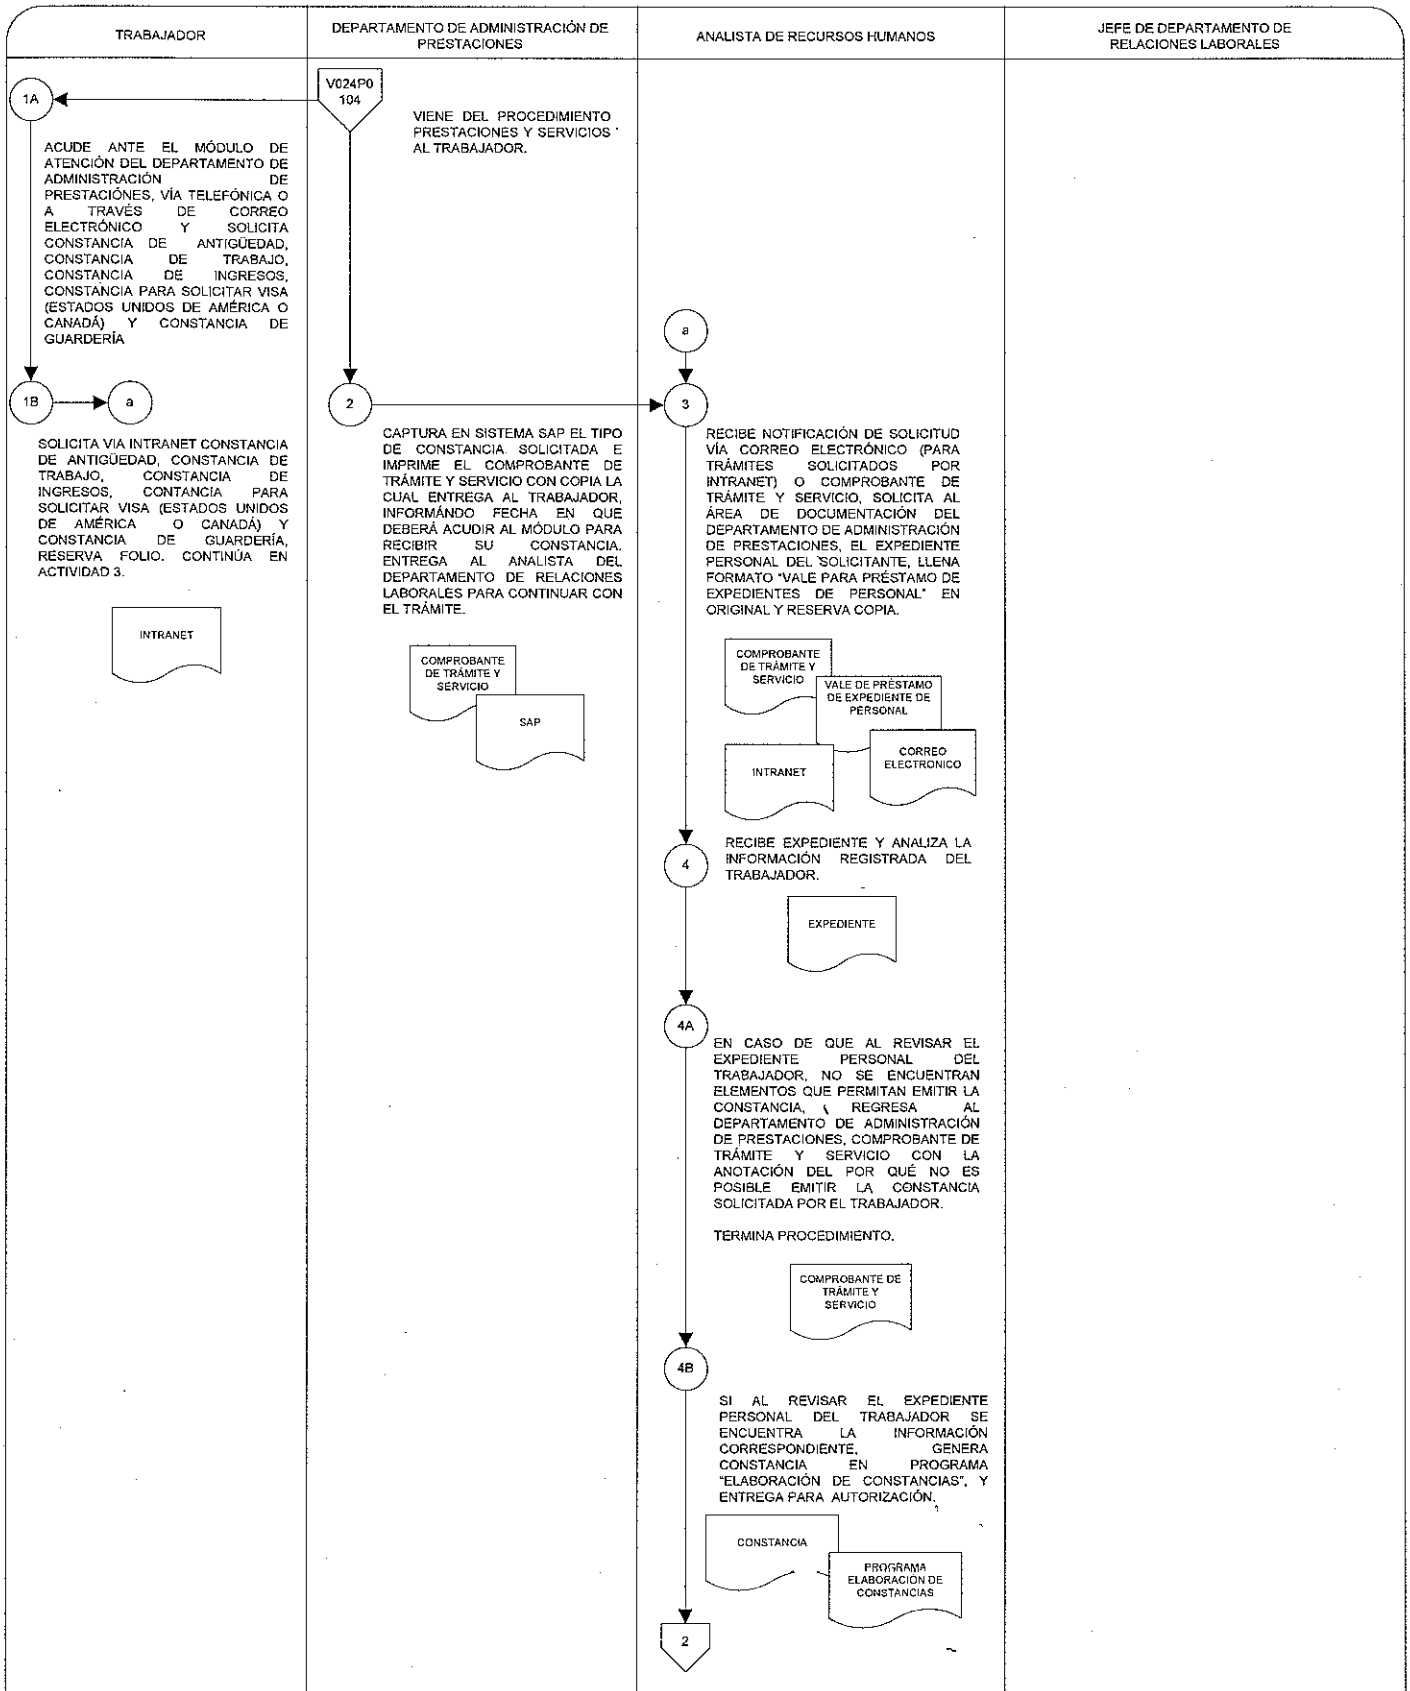 TRABAJADOR
DEPARTAMENTO DE ADMINISTRACIÓN DE
PRESTACIONES
ANALISTA DE RECURSOS HUMANOS
JEFE DE DEPARTAMENTO DE
RELACIONES LABORALES
1A
V024P0
104
VIENE DEL PROCEDIMIENTO
PRESTACIONES Y SERVICIOS
AL TRABAJADOR.
ACUDE ANTE EL MÓDULO DE
ATENCIÓN DEL DEPARTAMENTO DE
ADMINISTRACIÓN DE
PRESTACIÓNES, VÍA TELEFÓNICA O
A TRAVÉS DE CORREO
ELECTRÓNICO Y SOLICITA
CONSTANCIA DE ANTIGÜEDAD,
CONSTANCIA DE TRABAJO,
CONSTANCIA DE INGRESOS,
CONSTANCIA PARA SOLICITAR VISA
(ESTADOS UNIDOS DE AMÉRICA O
CANADÁ) Y CONSTANCIA DE
GUARDERÍA
1B
a
SOLICITA VIA INTRANET CONSTANCIA
DE ANTIGÜEDAD, CONSTANCIA DE
TRABAJO, CONSTANCIA DE
INGRESOS, CONTANCIA PARA
SOLICITAR VISA (ESTADOS UNIDOS
DE AMÉRICA O CANADÁ) Y
CONSTANCIA DE GUARDERÍA,
RESERVA FOLIO. CONTINÚA EN
ACTIVIDAD 3.
INTRANET
2
CAPTURA EN SISTEMA SAP EL TIPO
DE CONSTANCIA SOLICITADA E
IMPRIME EL COMPROBANTE DE
TRÁMITE Y SERVICIO CON COPIA LA
CUAL ENTREGA AL TRABAJADOR,
INFORMÁNDO FECHA EN QUE
DEBERÁ ACUDIR AL MÓDULO PARA
RECIBIR SU CONSTANCIA.
ENTREGA AL ANALISTA DEL
DEPARTAMENTO DE RELACIONES
LABORALES PARA CONTINUAR CON
EL TRÁMITE.
COMPROBANTE
DE TRÁMITE Y
SERVICIO
SAP
a
3
RECIBE NOTIFICACIÓN DE SOLICITUD
VÍA CORREO ELECTRÓNICO (PARA
TRÁMITES SOLICITADOS POR
INTRANET) O COMPROBANTE DE
TRÁMITE Y SERVICIO, SOLICITA AL
ÁREA DE DOCUMENTACIÓN DEL
DEPARTAMENTO DE ADMINISTRACIÓN
DE PRESTACIONES, EL EXPEDIENTE
PERSONAL DEL SOLICITANTE, LLENA
FORMATO "VALE PARA PRÉSTAMO DE
EXPEDIENTES DE PERSONAL" EN
ORIGINAL Y RESERVA COPIA.
COMPROBANTE
DE TRÁMITE Y
SERVICIO
VALE DE PRÉSTAMO
DE EXPEDIENTE DE
PERSONAL
INTRANET
CORREO
ELECTRONICO
4
RECIBE EXPEDIENTE Y ANALIZA LA
INFORMACIÓN REGISTRADA DEL
TRABAJADOR.
EXPEDIENTE
4A
EN CASO DE QUE AL REVISAR EL
EXPEDIENTE PERSONAL DEL
TRABAJADOR, NO SE ENCUENTRAN
ELEMENTOS QUE PERMITAN EMITIR LA
CONSTANCIA, REGRESA AL
DEPARTAMENTO DE ADMINISTRACIÓN
DE PRESTACIONES, COMPROBANTE DE
TRÁMITE Y SERVICIO CON LA
ANOTACIÓN DEL POR QUÉ NO ES
POSIBLE EMITIR LA CONSTANCIA
SOLICITADA POR EL TRABAJADOR.
TERMINA PROCEDIMIENTO.
COMPROBANTE DE
TRÁMITE Y
SERVICIO
4B
SI AL REVISAR EL EXPEDIENTE
PERSONAL DEL TRABAJADOR SE
ENCUENTRA LA INFORMACIÓN
CORRESPONDIENTE, GENERA
CONSTANCIA EN PROGRAMA
"ELABORACIÓN DE CONSTANCIAS", Y
ENTREGA PARA AUTORIZACIÓN.
CONSTANCIA
PROGRAMA
ELABORACIÓN DE
CONSTANCIAS
2